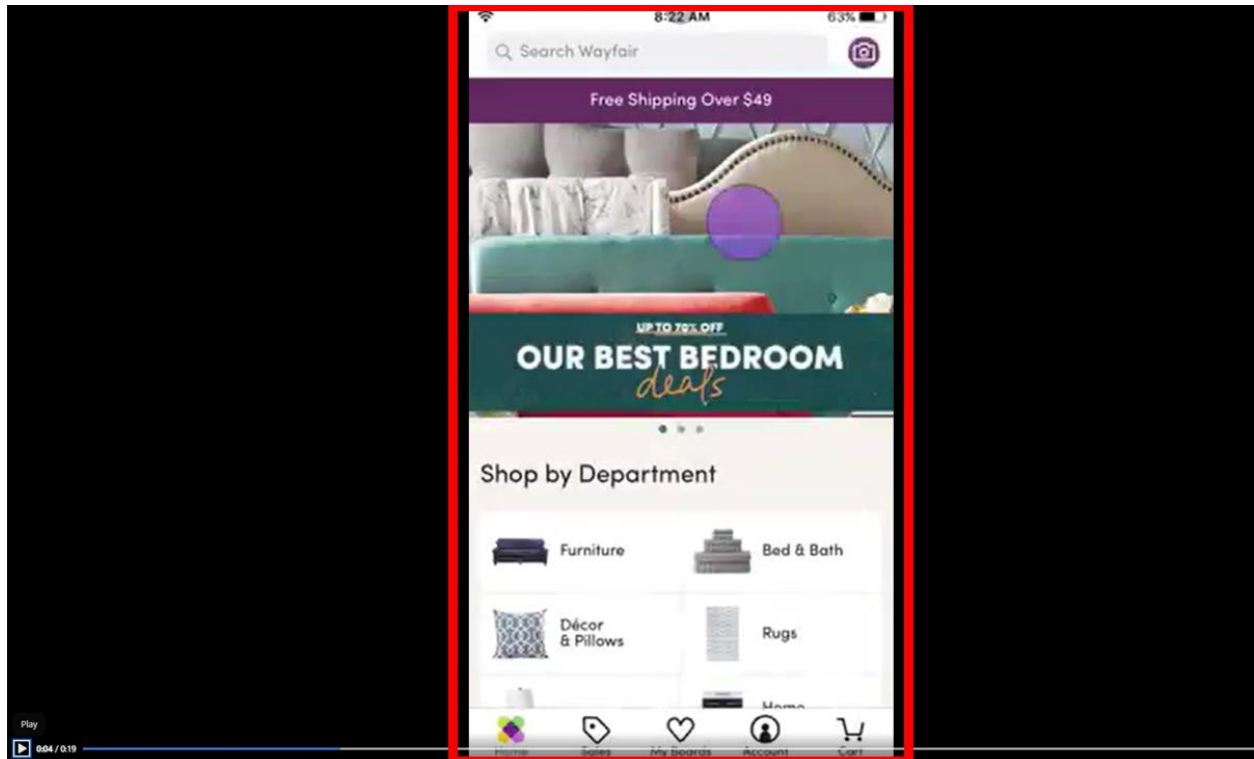 8:22 AM
63%
Search Wayfair
Free Shipping Over $49
UP TO 70% OFF
OUR BEST BEDROOM
deals
Shop by Department
Furniture
Bed & Bath
Décor
& Pillows
Rugs
Home
Home
Sales
My Boards
Account
Cart
Play
0:04 / 0:19